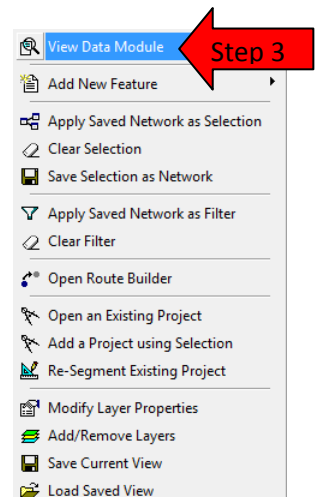 View Data Module
Step 3
Add New Feature
Apply Saved Network as Selection
Clear Selection
Save Selection as Network
Apply Saved Network as Filter
Clear Filter
Open Route Builder
Open an Existing Project
Add a Project using Selection
Re-Segment Existing Project
Modify Layer Properties
Add/Remove Layers
Save Current View
Load Saved View